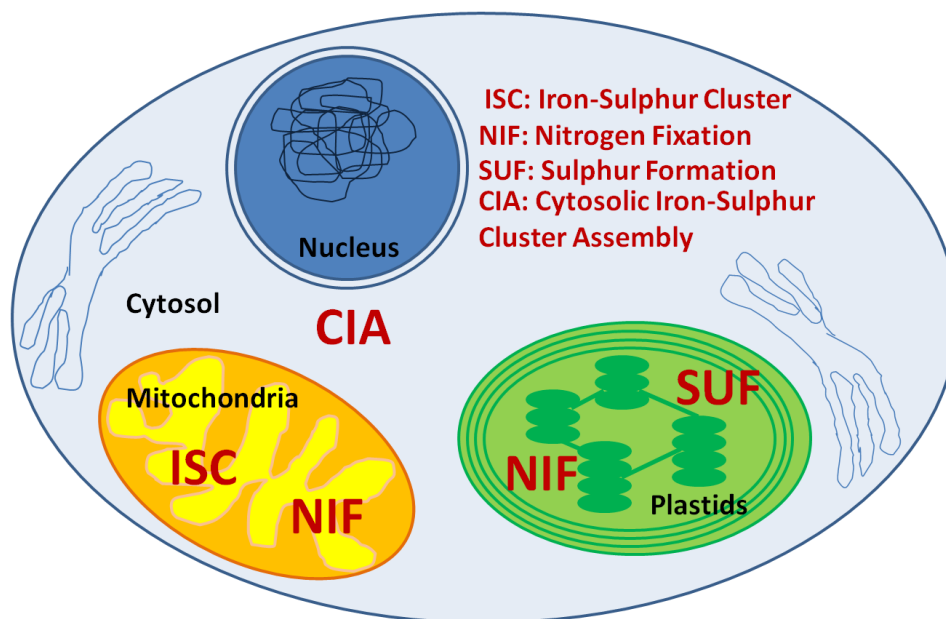 ISC: Iron-Sulphur Cluster
NIF: Nitrogen Fixation
SUF: Sulphur Formation
CIA: Cytosolic Iron-Sulphur
Cluster Assembly
Nucleus
Cytosol
CIA
Mitochondria
ISC
NIF
SUF
NIF
Plastids